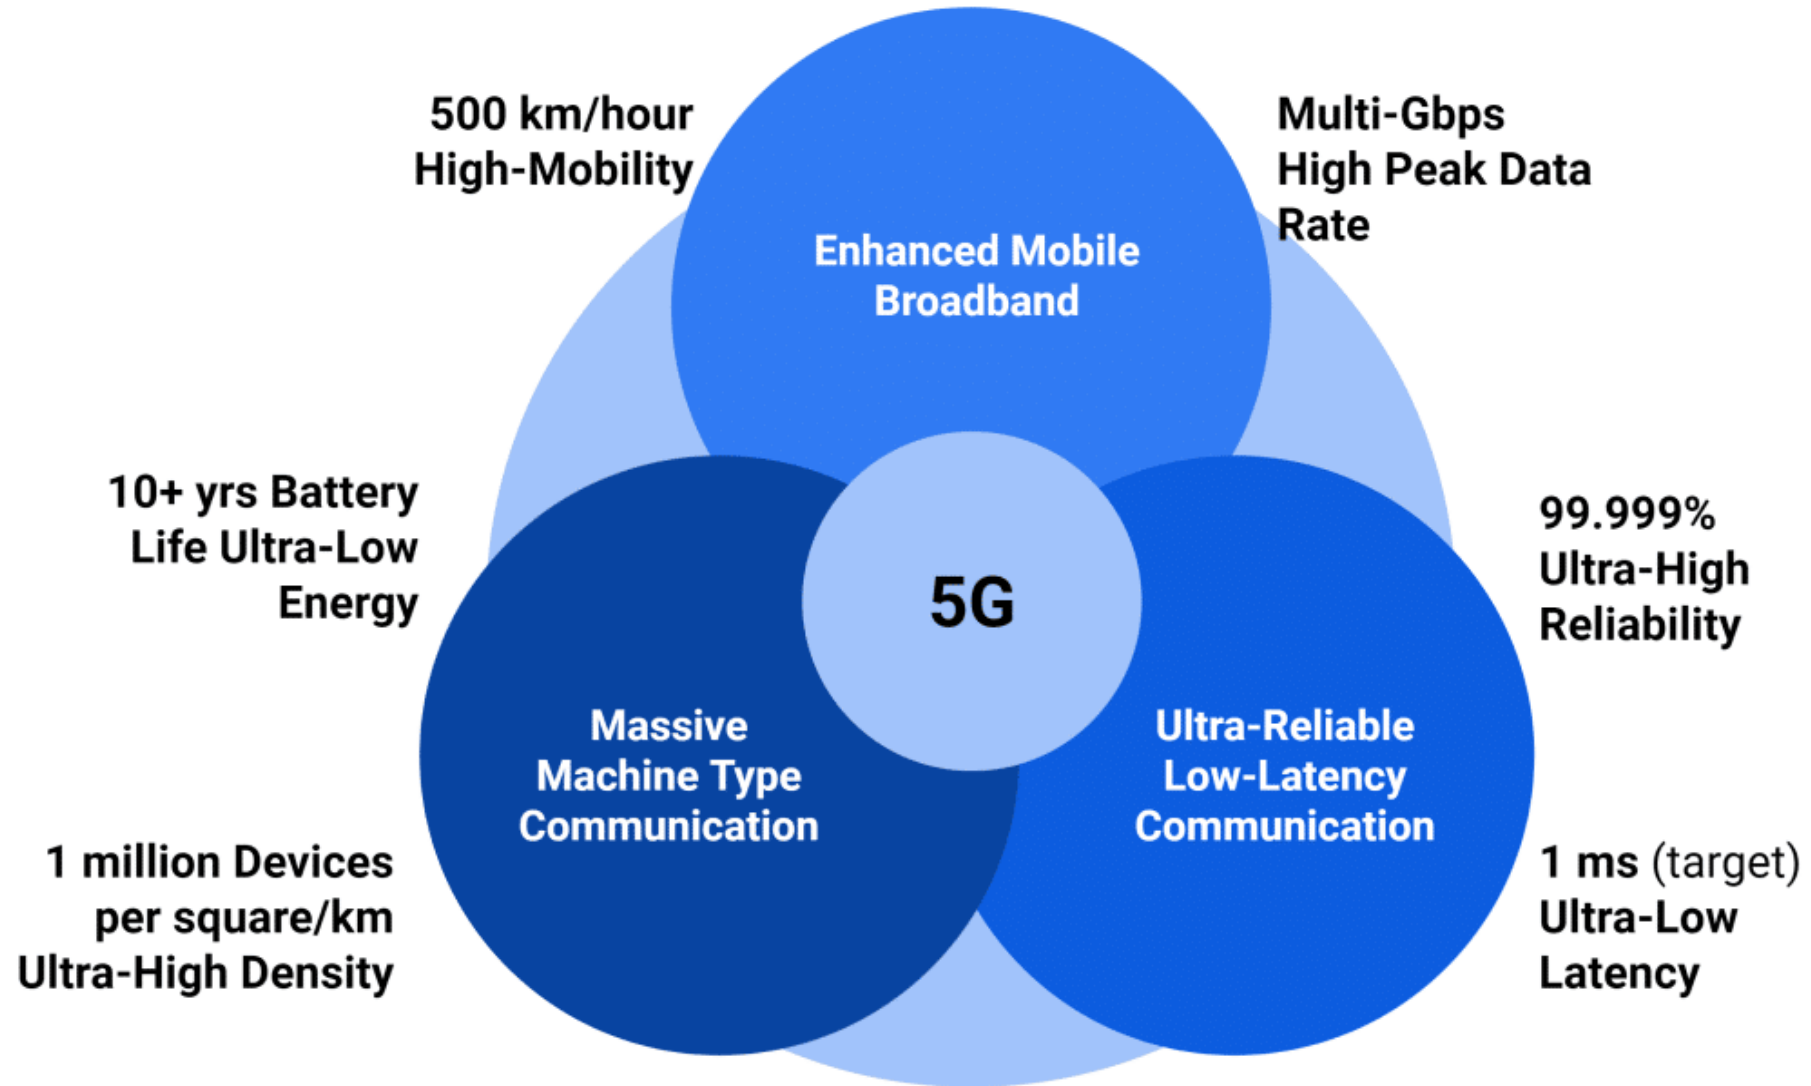 500 km/hour
High-Mobility
Multi-Gbps
High Peak Data
Rate
Enhanced Mobile
Broadband
10+ yrs Battery
Life Ultra-Low
Energy
99.999%
Ultra-High
Reliability
5G
Massive
Machine Type
Communication
Ultra-Reliable
Low-Latency
Communication
1 million Devices
per square/km
Ultra-High Density
1 ms (target)
Ultra-Low
Latency